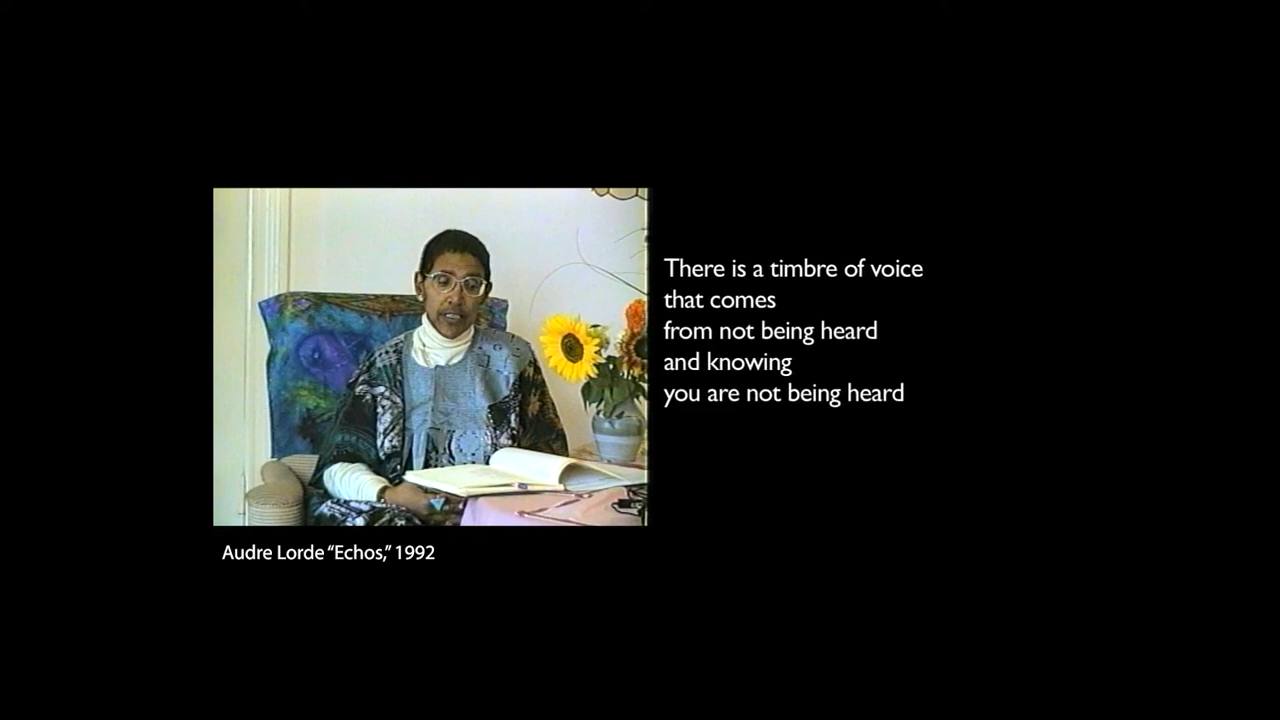 There is a timbre of voice
that comes
from not being heard
and knowing
you are not being heard
Audre Lorde “Echos,” 1992